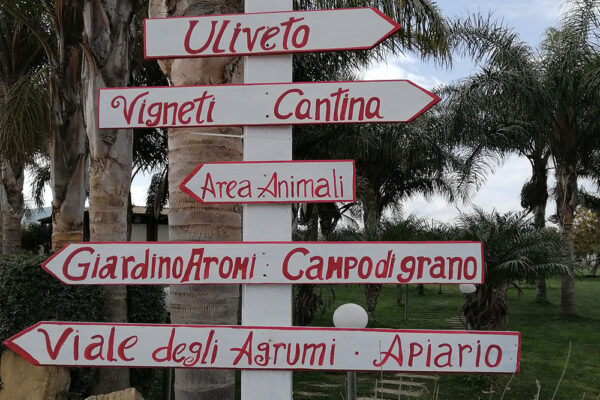 Uliveto
Vigneti . Cantina
Area Animali
Giardino Aromi . Campo di grano
Viale degli Agrumi . Apiario